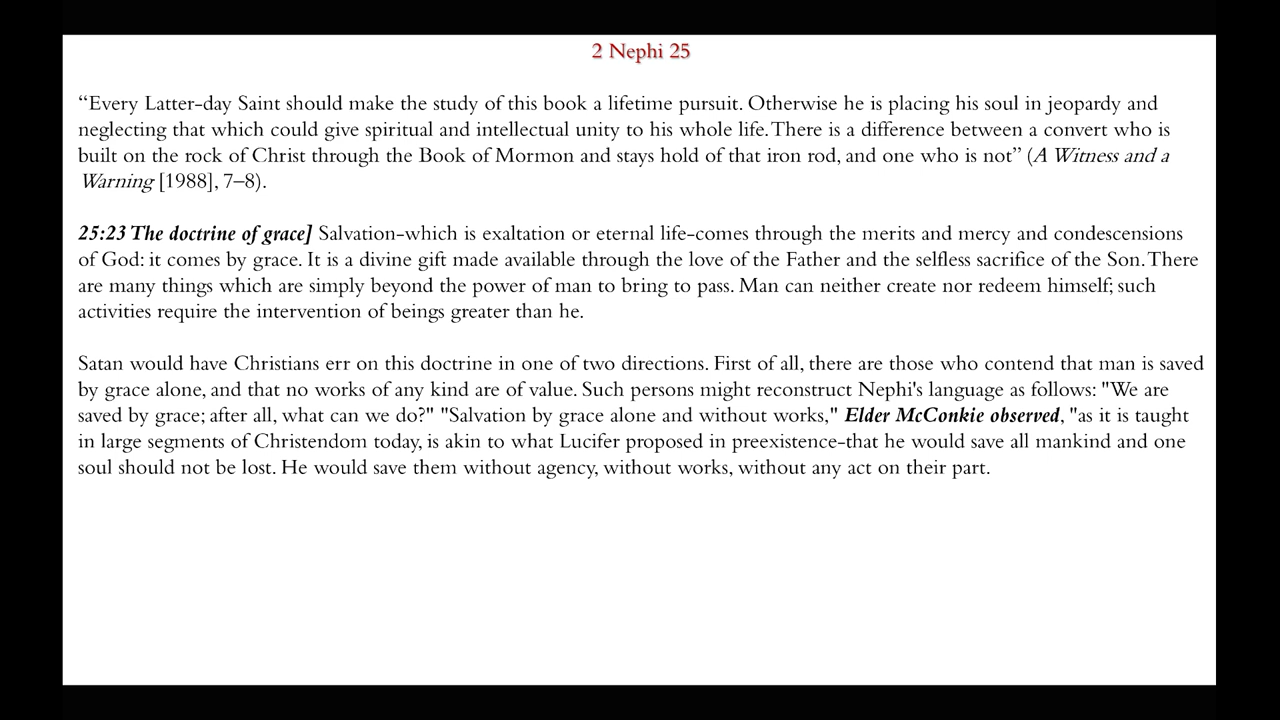 2 Nephi 25
“Every Latter-day Saint should make the study of this book a lifetime pursuit. Otherwise he is placing his soul in jeopardy and
neglecting that which could give spiritual and intellectual unity to his whole life. There is a difference between a convert who is
built on the rock of Christ through the Book of Mormon and stays hold of that iron rod, and one who is not” (A Witness and a
Warning [1988], 7–8).
25:23 The doctrine of grace] Salvation-which is exaltation or eternal life-comes through the merits and mercy and condescensions
of God: it comes by grace. It is a divine gift made available through the love of the Father and the selfless sacrifice of the Son. There
are many things which are simply beyond the power of man to bring to pass. Man can neither create nor redeem himself; such
activities require the intervention of beings greater than he.
Satan would have Christians err on this doctrine in one of two directions. First of all, there are those who contend that man is saved
by grace alone, and that no works of any kind are of value. Such persons might reconstruct Nephi's language as follows: "We are
saved by grace; after all, what can we do?" "Salvation by grace alone and without works," Elder McConkie observed, "as it is taught
in large segments of Christendom today, is akin to what Lucifer proposed in preexistence-that he would save all mankind and one
soul should not be lost. He would save them without agency, without works, without any act on their part.